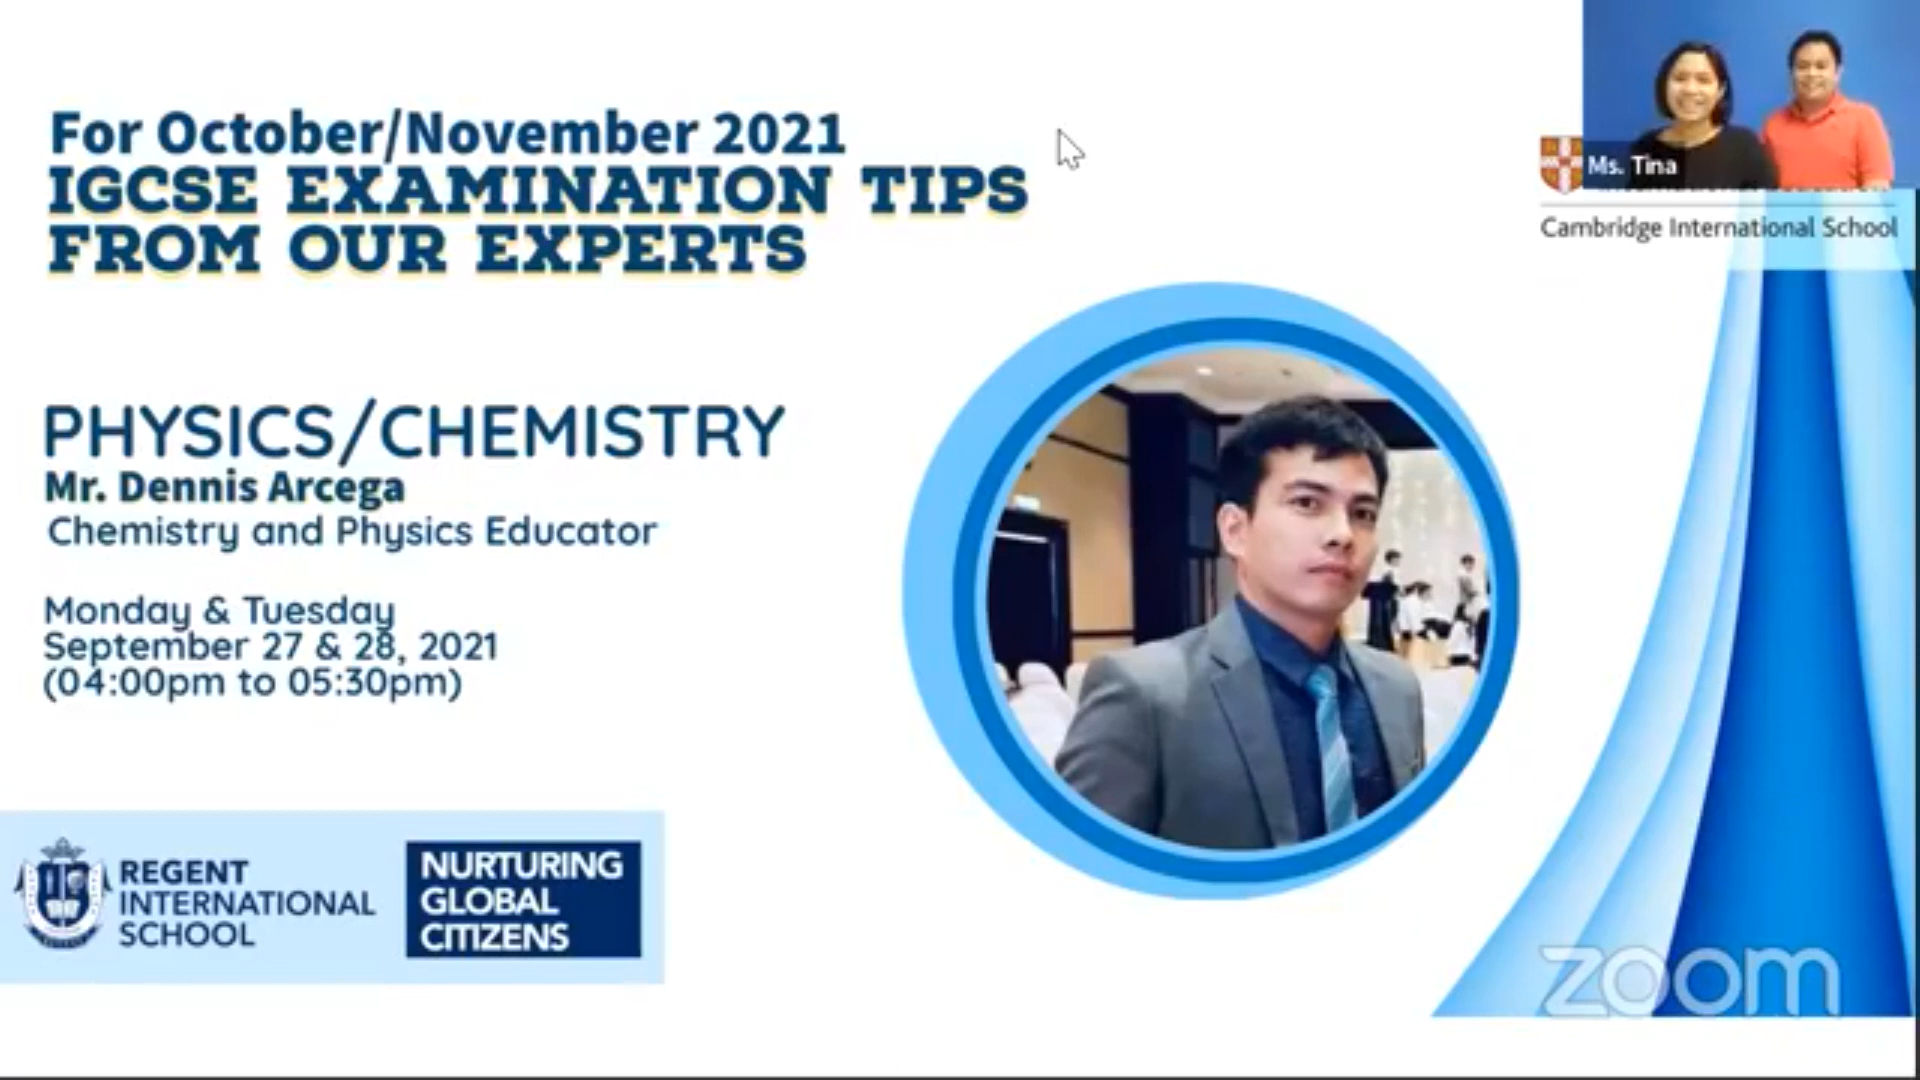 For October/November 2021
IGCSE EXAMINATION TIPS
FROM OUR EXPERTS
Ms. Tina
Cambridge International School
PHYSICS/CHEMISTRY
Mr. Dennis Arcega
Chemistry and Physics Educator
Monday & Tuesday
September 27 & 28, 2021
(04:00pm to 05:30pm)
REGENT
INTERNATIONAL
SCHOOL
NURTURING
GLOBAL
CITIZENS
zoom